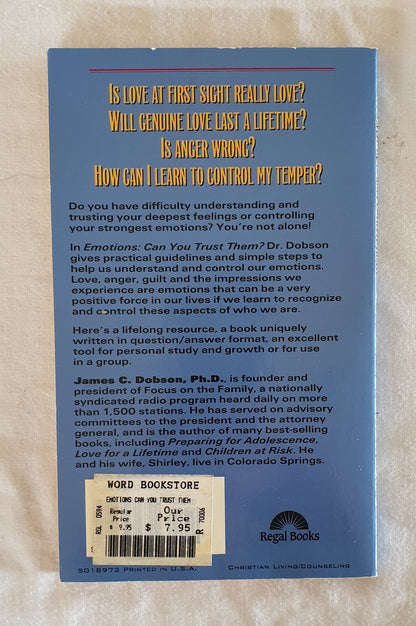 IS LOVE AT FIRST SIGHT REALLY LOVE?
WILL GENUINE LOVE LAST A LIFETIME?
IS ANGER WRONG?
HOW CAN I LEARN TO CONTROL MY TEMPER?
Do you have difficulty understanding and
trusting your deepest feelings or controlling
your strongest emotions? You're not alone!
In Emotions: Can You Trust Them? Dr. Dobson
gives practical guidelines and simple steps to
help us understand and control our emotions.
Love, anger, guilt and the impressions we
experience are emotions that can be a very
positive force in our lives if we learn to recognize
and control these aspects of who we are.
Here's a lifelong resource, a book uniquely
written in question/answer format, an excellent
tool for personal study and growth or for use
in a group.
James C. Dobson, Ph.D., is founder and
president of Focus on the Family, a nationally
syndicated radio program heard daily on more
than 1,500 stations. He has served on advisory
committees to the president and the attorney
general, and is the author of many best-selling
books, including Preparing for Adolescence,
Love for a Lifetime and Children at Risk. He
and his wife, Shirley, live in Colorado Springs.
WORD BOOKSTORE
EMOTIONS CAN YOU TRUST THEM
Regular Our
Price Price
$ 9.95 $ 7.95
RGL 0594
R 70006
Regal Books
5018972 PRINTED IN U.S.A.
CHRISTIAN LIVING/COUNSELING